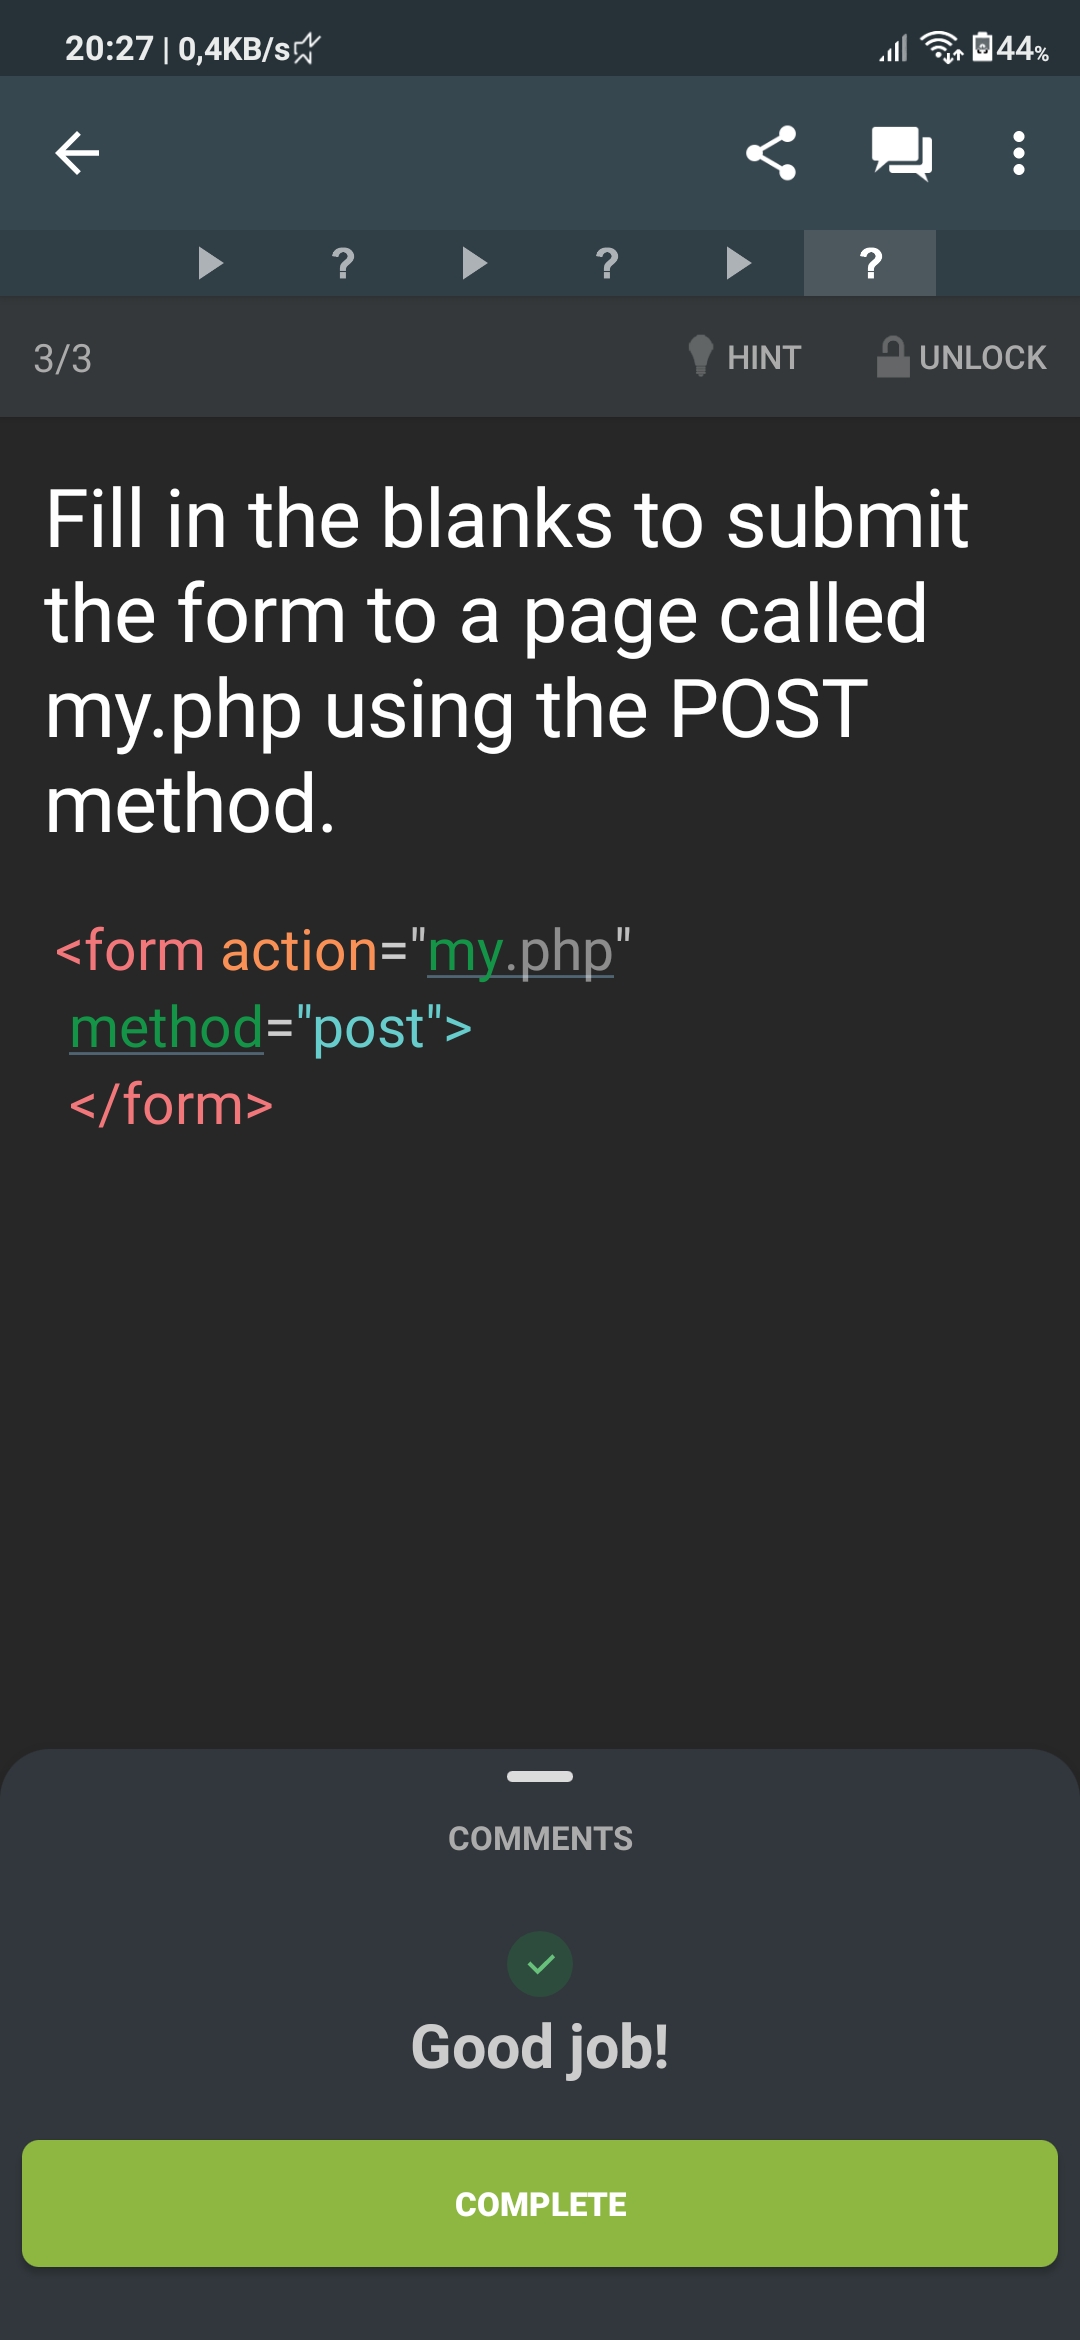 20:27 | 0,4KB/s 44%
? ? ?
3/3 HINT UNLOCK
Fill in the blanks to submit
the form to a page called
my.php using the POST
method.
<form action="my.php"
method="post">
</form>
COMMENTS
Good job!
COMPLETE